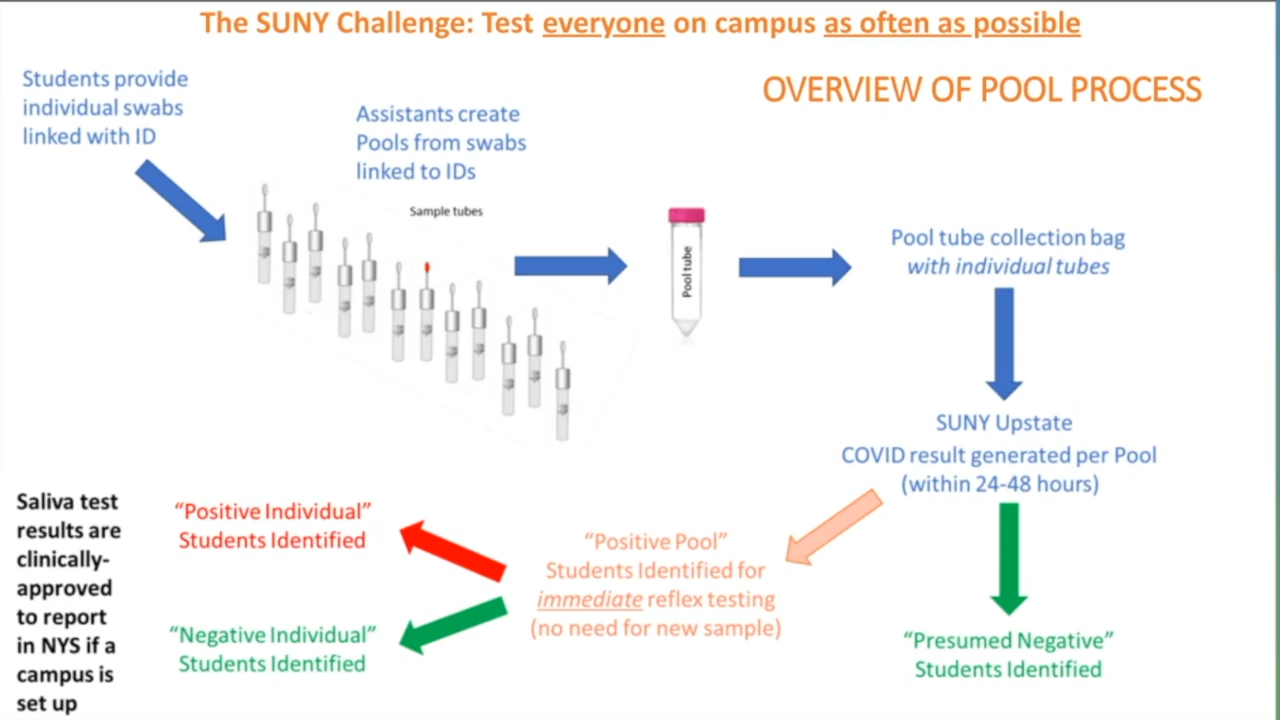 The SUNY Challenge: Test everyone on campus as often as possible
OVERVIEW OF POOL PROCESS
Students provide
individual swabs
linked with ID
Assistants create
Pools from swabs
linked to IDs
Sample tubes
Pool tube
Pool tube collection bag
with individual tubes
SUNY Upstate
COVID result generated per Pool
(within 24-48 hours)
"Positive Pool"
Students Identified for
immediate reflex testing
(no need for new sample)
"Presumed Negative"
Students Identified
"Positive Individual"
Students Identified
"Negative Individual"
Students Identified
Saliva test
results are
clinically-
approved
to report
in NYS if a
campus is
set up